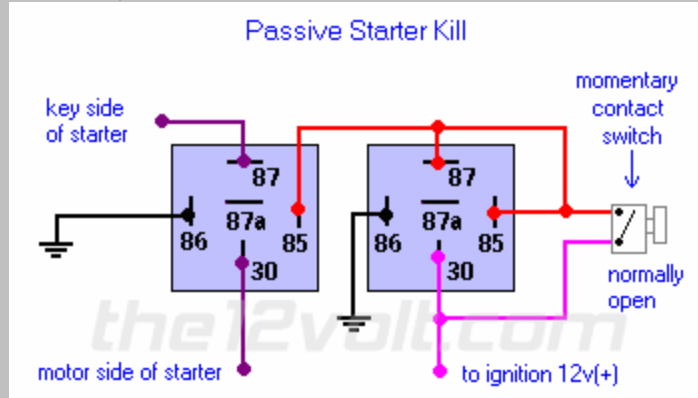 Passive Starter Kill
key side
of starter
momentary
contact
switch
87
87
87a
87a
86
85
86
85
30
30
normally
open
the12volt.com
motor side of starter
to ignition 12v(+)